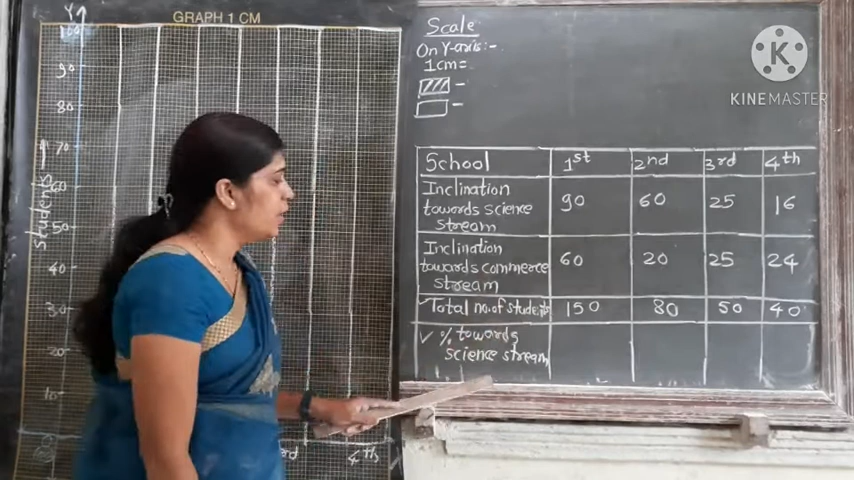 GRAPH 1 CM
Y
100
90
80
70
60
50
40
30
20
10
students
rd
4th
Scale
On Y-axis:-
1cm=
KINEMASTER
School 1st 2nd 3rd 4th
Inclination
towards science
stream 90 60 25 16
Inclination
towards commerce
stream 60 20 25 24
✓Total no. of students 150 80 50 40
✓ % towards
science stream